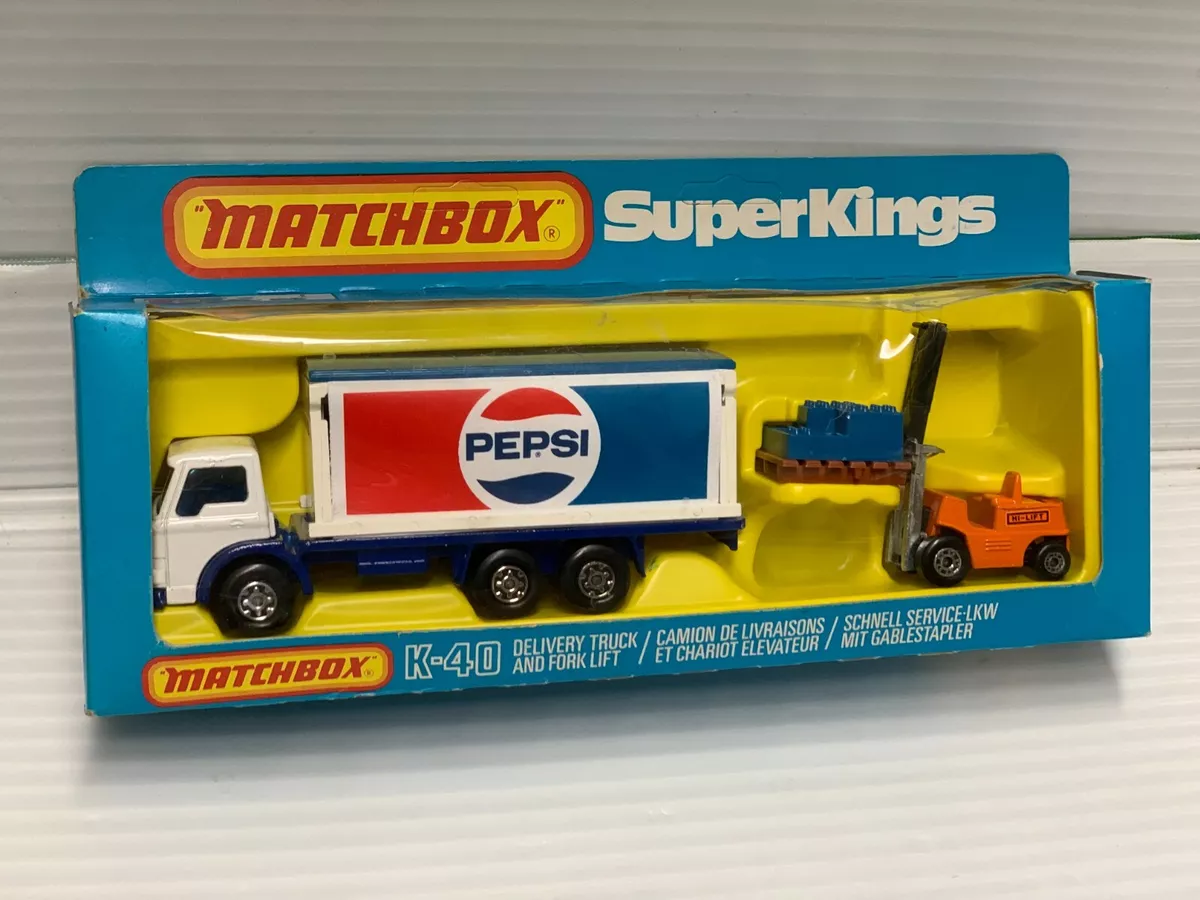 "MATCHBOX" ®
SuperKings
PEPSI
HI-LIFT
"MATCHBOX" ®
K-40
DELIVERY TRUCK
AND FORK LIFT /
CAMION DE LIVRAISONS
ET CHARIOT ELEVATEUR /
SCHNELL SERVICE-LKW
MIT GABLESTAPLER